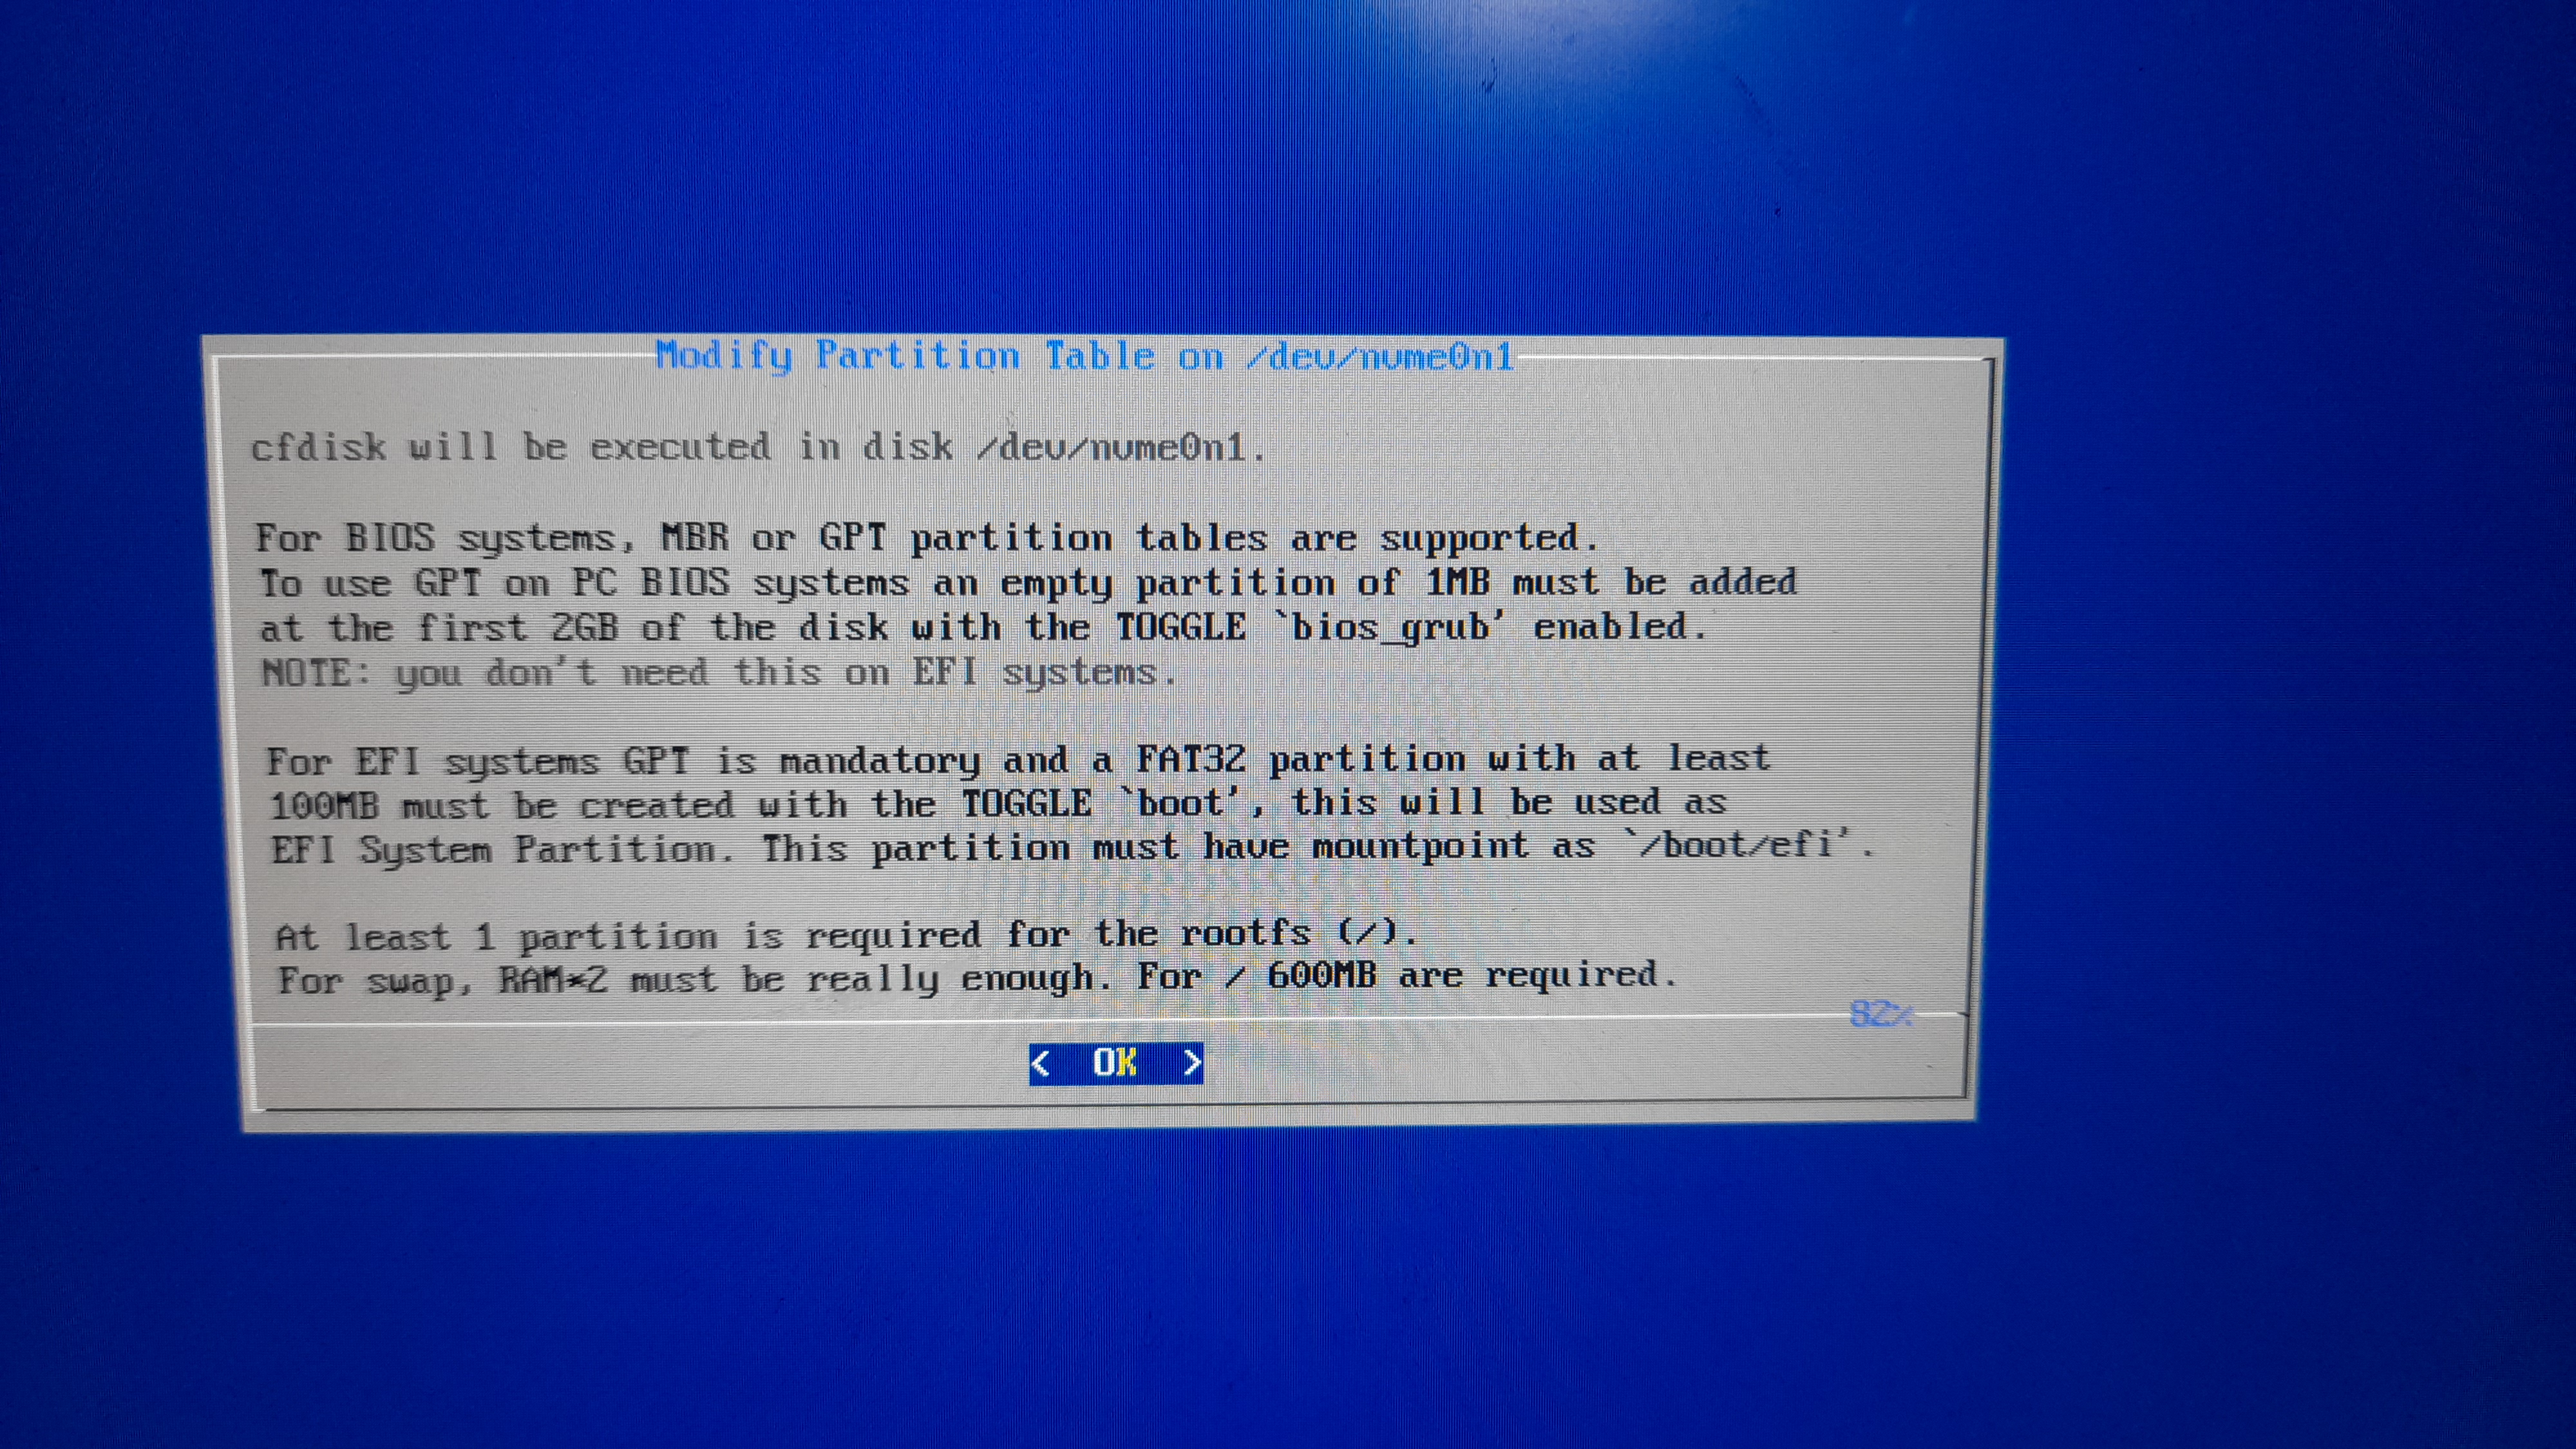 Modify Partition Table on /dev/nvme0n1
cfdisk will be executed in disk /dev/nvme0n1.
For BIOS systems, MBR or GPT partition tables are supported.
To use GPT on PC BIOS systems an empty partition of 1MB must be added
at the first 2GB of the disk with the TOGGLE `bios_grub' enabled.
NOTE: you don't need this on EFI systems.
For EFI systems GPT is mandatory and a FAT32 partition with at least
100MB must be created with the TOGGLE `boot', this will be used as
EFI System Partition. This partition must have mountpoint as `/boot/efi'.
At least 1 partition is required for the rootfs (/).
For swap, RAM*2 must be really enough. For / 600MB are required.
82%
< OK >